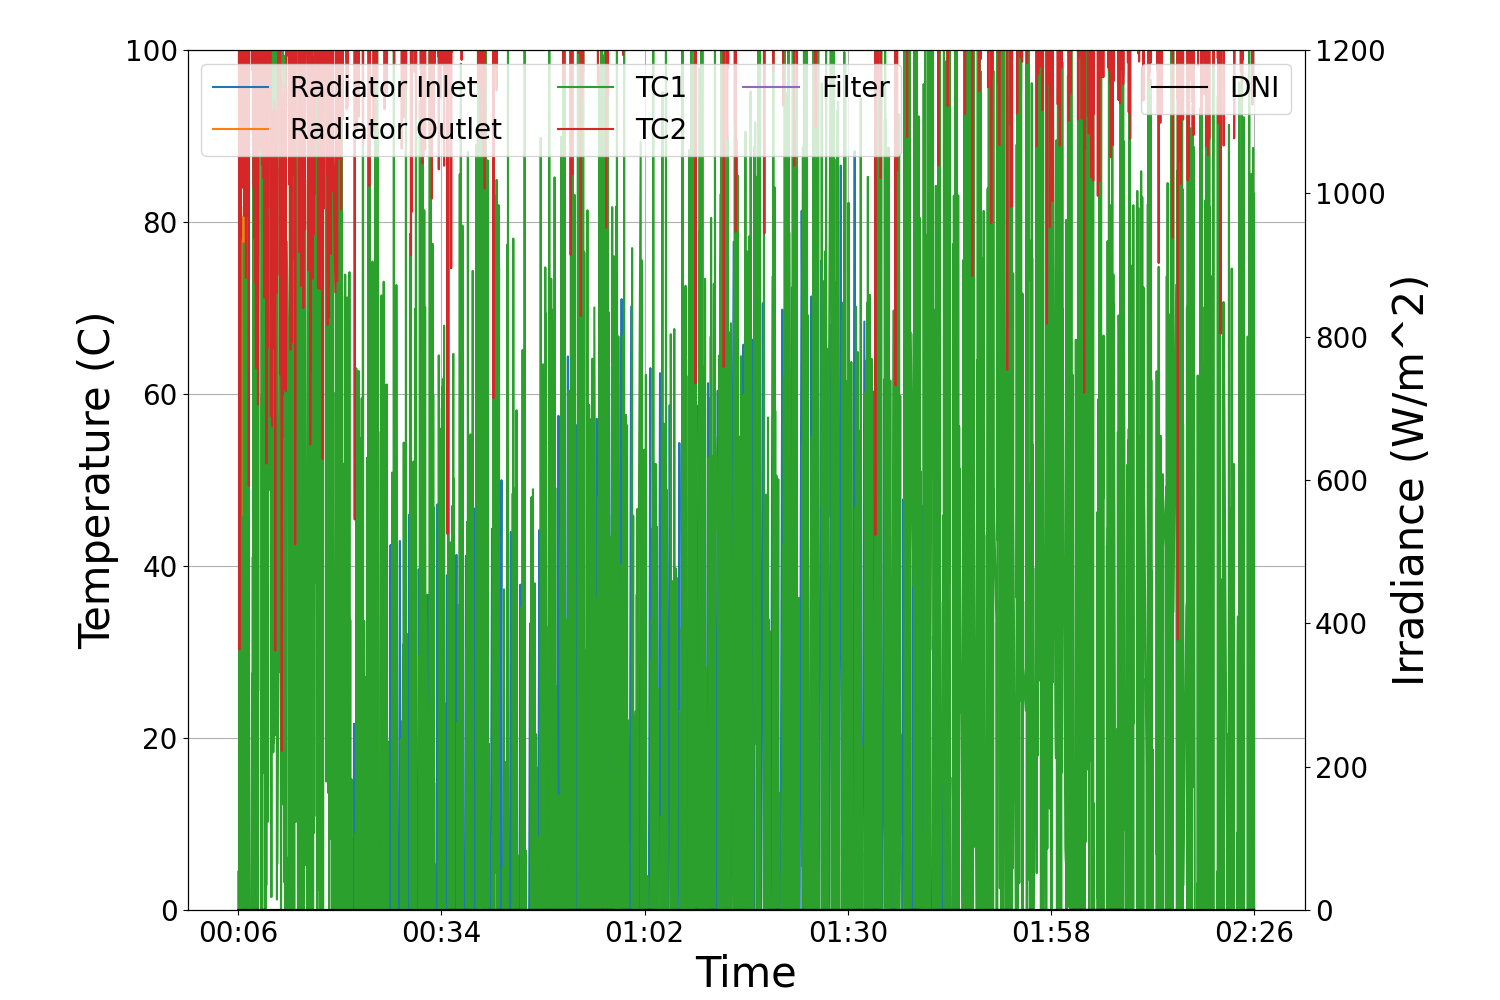 Radiator Inlet
Radiator Outlet
TC1
TC2
Filter
DNI
Temperature (C)
100
80
60
40
20
0
Irradiance (W/m^2)
1200
1000
800
600
400
200
0
00:06 00:34 01:02 01:30 01:58 02:26
Time